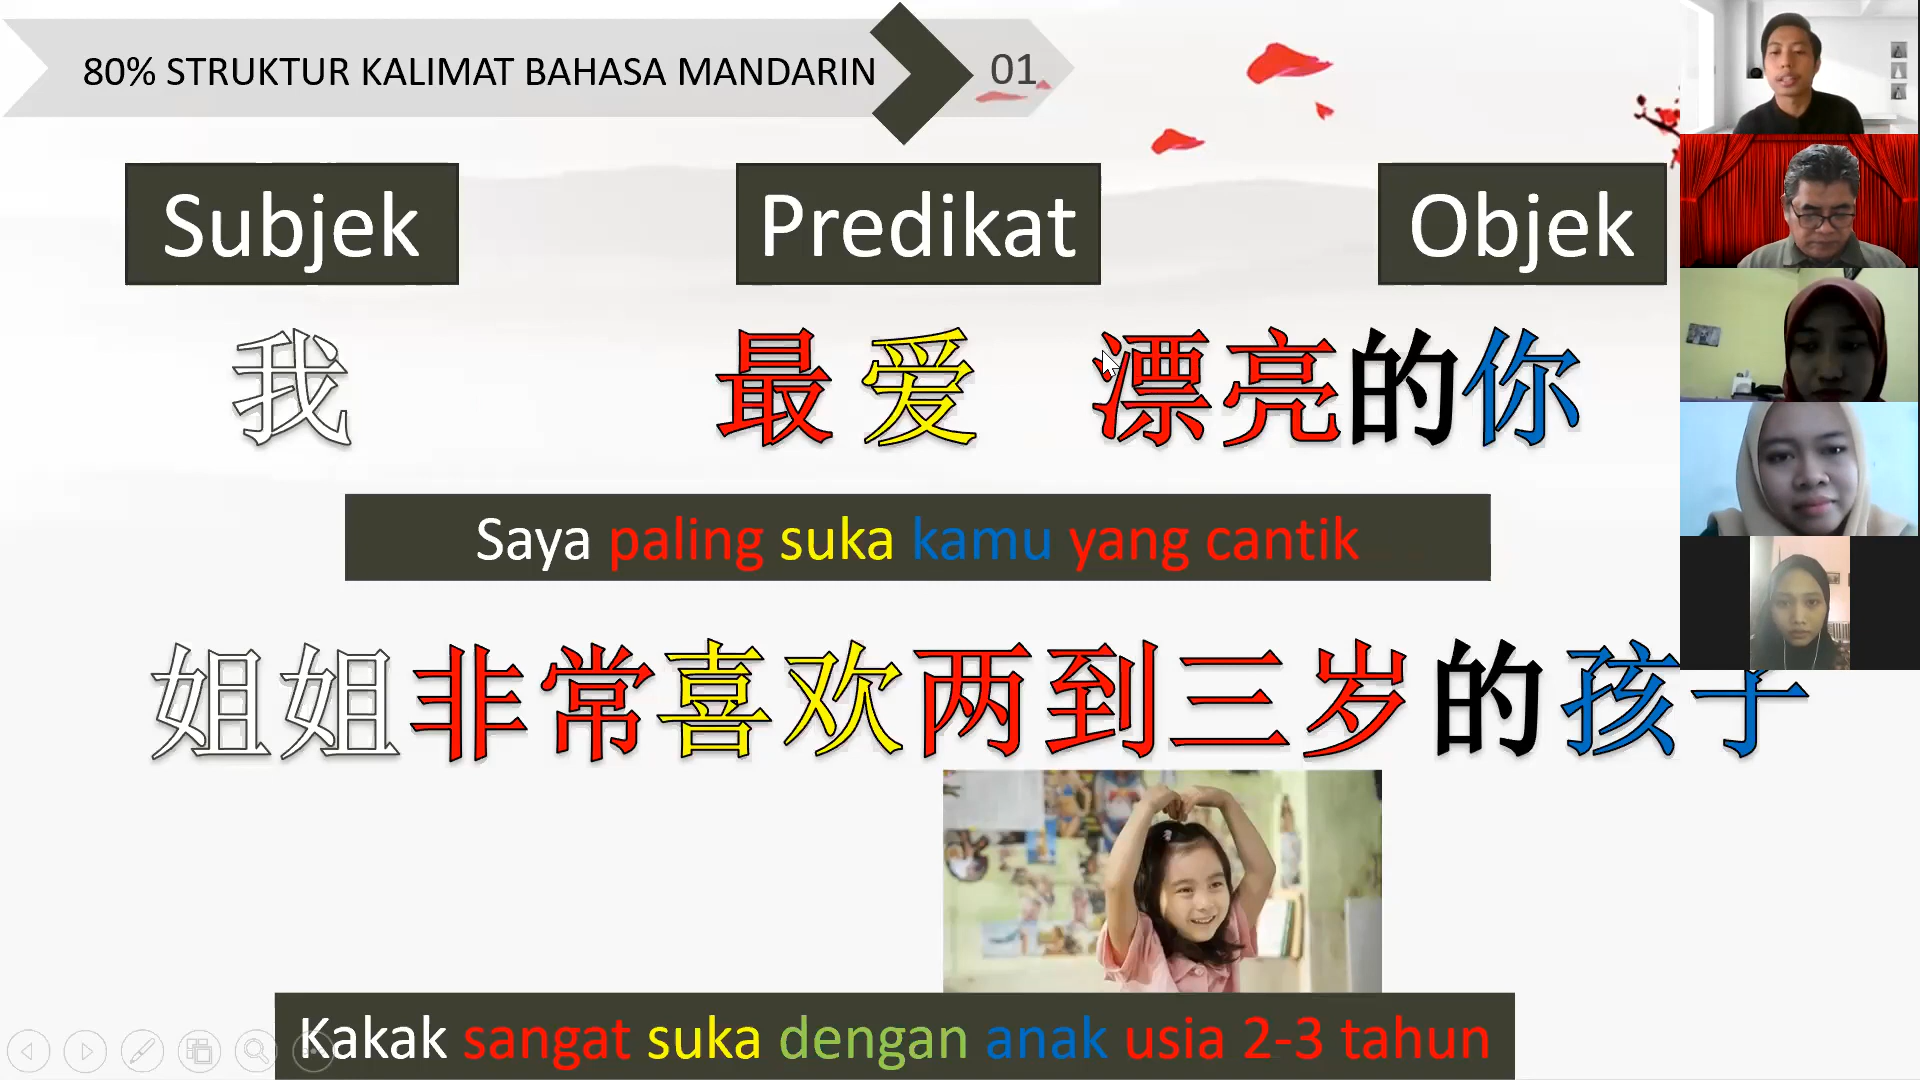 80% STRUKTUR KALIMAT BAHASA MANDARIN 01
Subjek Predikat Objek
我 最爱 漂亮的你
Saya paling suka kamu yang cantik
姐姐非常喜欢两到三岁的孩子
Kakak sangat suka dengan anak usia 2-3 tahun